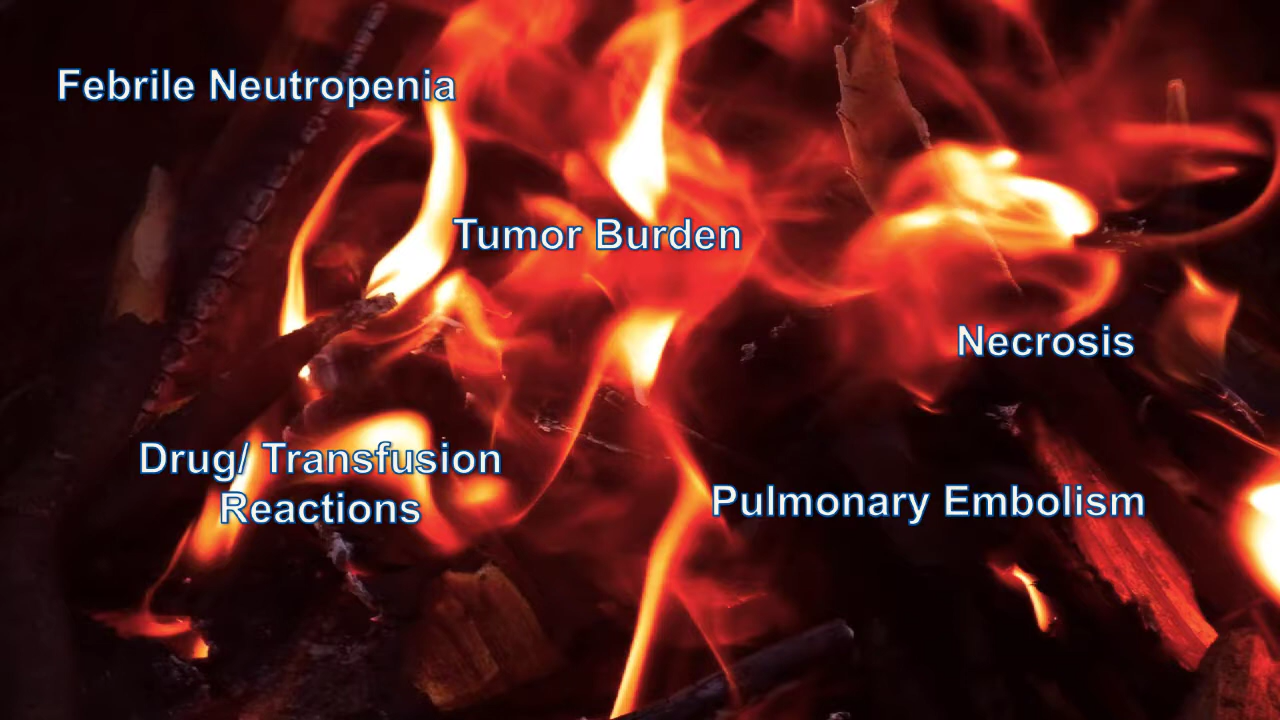 Febrile Neutropenia
Tumor Burden
Necrosis
Drug/ Transfusion
Reactions
Pulmonary Embolism